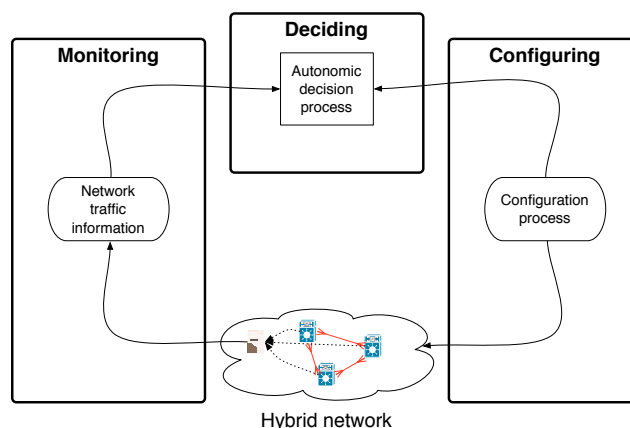 Monitoring
Deciding
Configuring
Autonomic
decision
process
Network
traffic
information
Configuration
process
Hybrid network